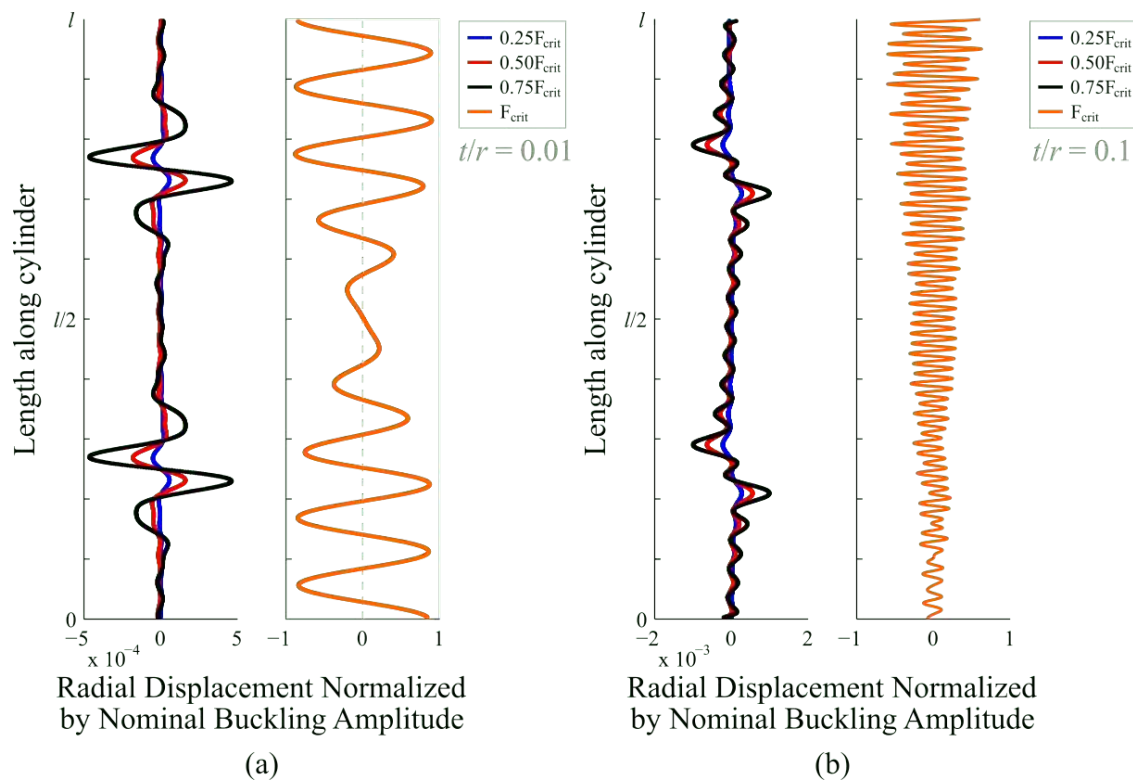 l
l/2
0
Length along cylinder
−5 0 5
x 10⁻⁴
−1 0 1
0.25F_crit
0.50F_crit
0.75F_crit
F_crit
t/r = 0.01
Radial Displacement Normalized
by Nominal Buckling Amplitude
(a)
l
l/2
0
Length along cylinder
−2 0 2
x 10⁻³
−1 0 1
0.25F_crit
0.50F_crit
0.75F_crit
F_crit
t/r = 0.1
Radial Displacement Normalized
by Nominal Buckling Amplitude
(b)